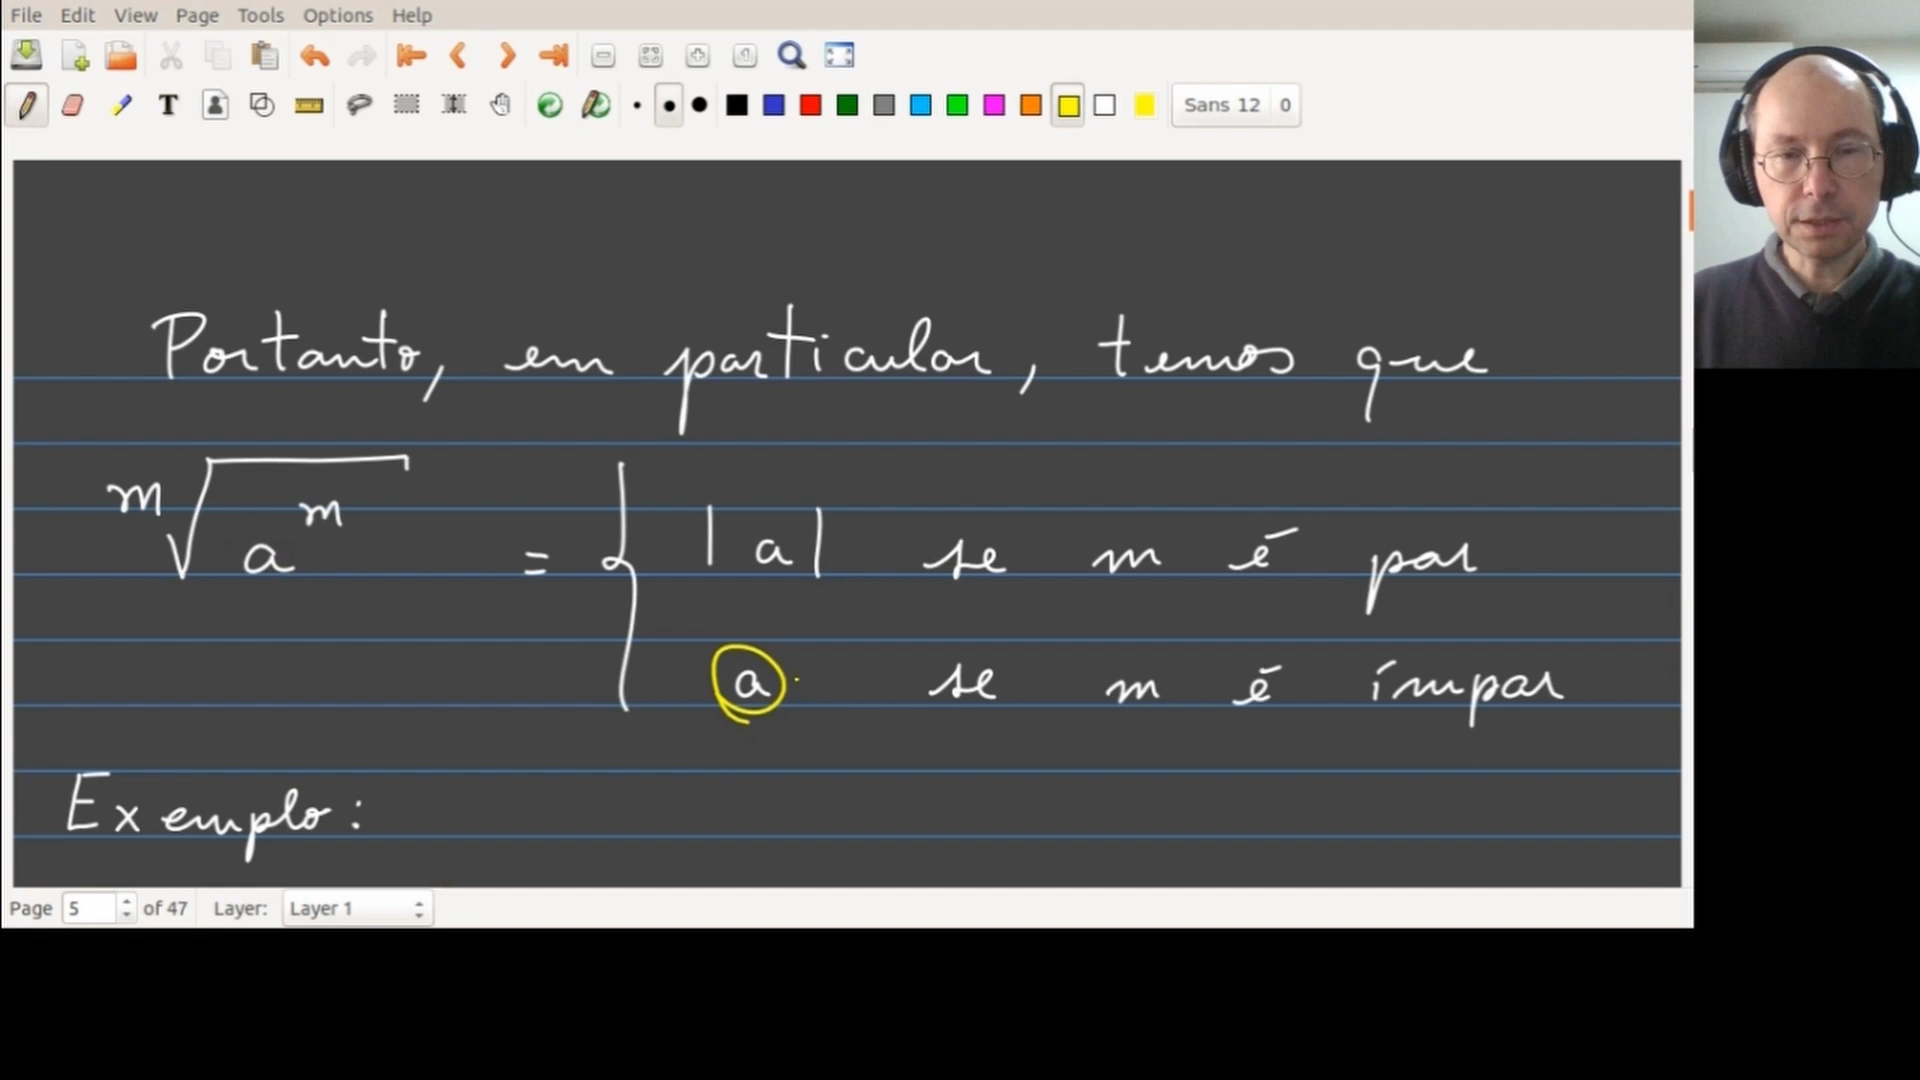 File Edit View Page Tools Options Help
T Sans 12 0
Portanto, em particular, temos que
m√a^m = { |a| se m é par
a se m é ímpar
Exemplo:
Page 5 of 47 Layer: Layer 1